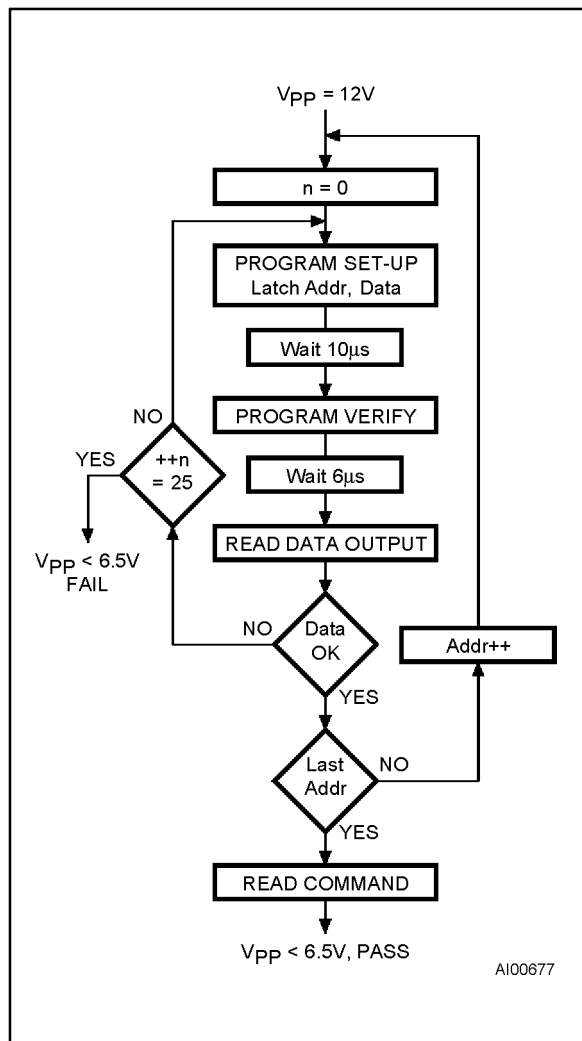 VPP = 12V
n = 0
PROGRAM SET-UP
Latch Addr, Data
Wait 10µs
NO
PROGRAM VERIFY
YES
++n
= 25
Wait 6µs
VPP < 6.5V
FAIL
READ DATA OUTPUT
NO
Data
OK
Addr++
YES
Last
Addr
NO
YES
READ COMMAND
VPP < 6.5V, PASS
AI00677